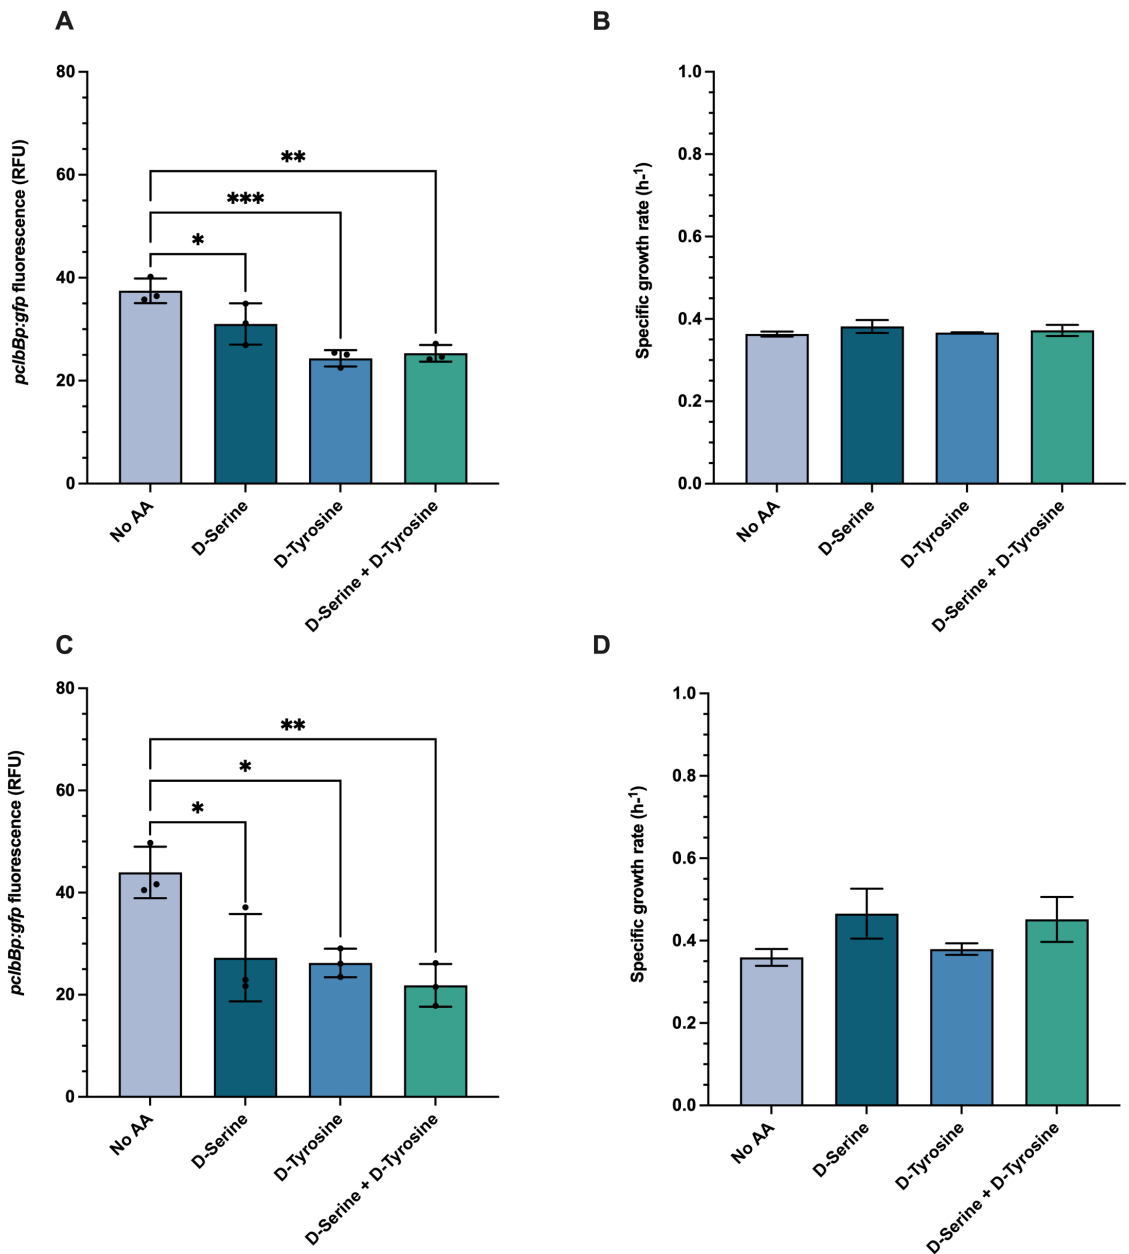 A
80
60
40
20
0
pclbBp:gfp fluorescence (RFU)
**
***
*
No AA
D-Serine
D-Tyrosine
D-Serine + D-Tyrosine
B
1.0
0.8
0.6
0.4
0.2
0.0
Specific growth rate (h-1)
No AA
D-Serine
D-Tyrosine
D-Serine + D-Tyrosine
C
80
60
40
20
0
pclbBp:gfp fluorescence (RFU)
**
*
*
No AA
D-Serine
D-Tyrosine
D-Serine + D-Tyrosine
D
1.0
0.8
0.6
0.4
0.2
0.0
Specific growth rate (h-1)
No AA
D-Serine
D-Tyrosine
D-Serine + D-Tyrosine